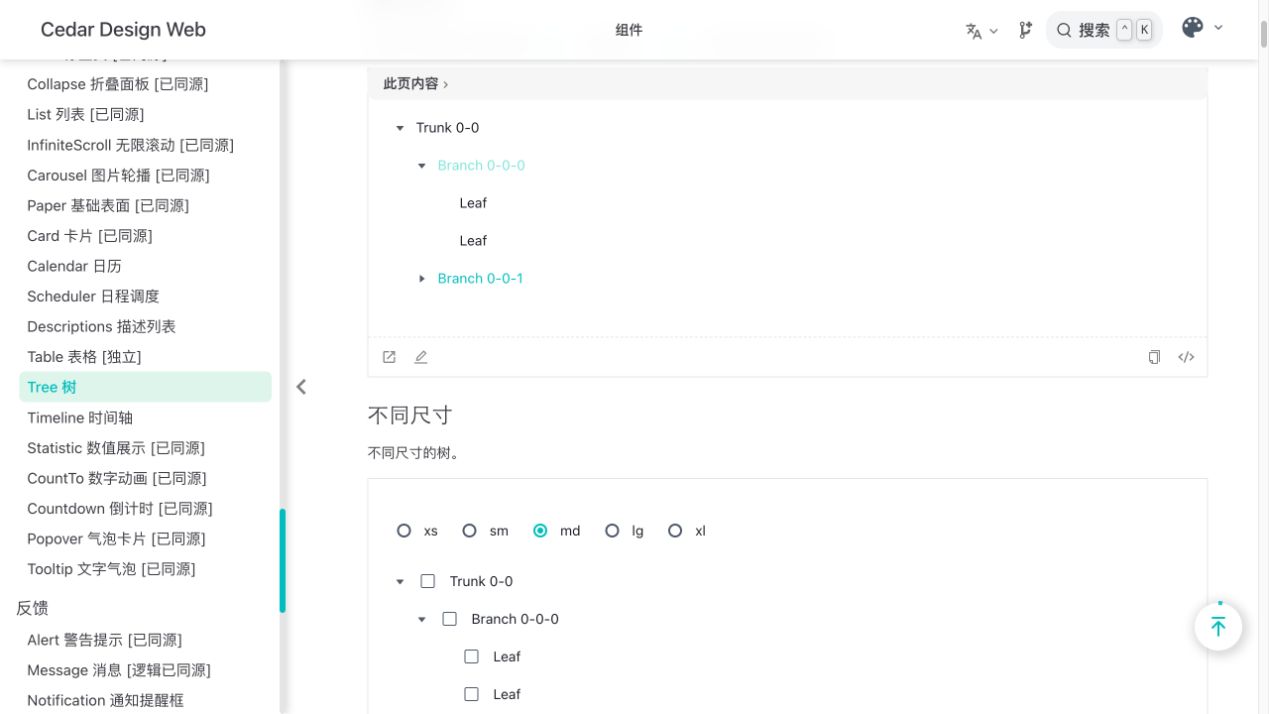 Cedar Design Web
组件
搜索 ^ K
Collapse 折叠面板 [已同源]
List 列表 [已同源]
InfiniteScroll 无限滚动 [已同源]
Carousel 图片轮播 [已同源]
Paper 基础表面 [已同源]
Card 卡片 [已同源]
Calendar 日历
Scheduler 日程调度
Descriptions 描述列表
Table 表格 [独立]
Tree 树
Timeline 时间轴
Statistic 数值展示 [已同源]
CountTo 数字动画 [已同源]
Countdown 倒计时 [已同源]
Popover 气泡卡片 [已同源]
Tooltip 文字气泡 [已同源]
反馈
Alert 警告提示 [已同源]
Message 消息 [逻辑已同源]
Notification 通知提醒框
此页内容
Trunk 0-0
Branch 0-0-0
Leaf
Leaf
Branch 0-0-1
不同尺寸
不同尺寸的树。
xs sm md lg xl
Trunk 0-0
Branch 0-0-0
Leaf
Leaf